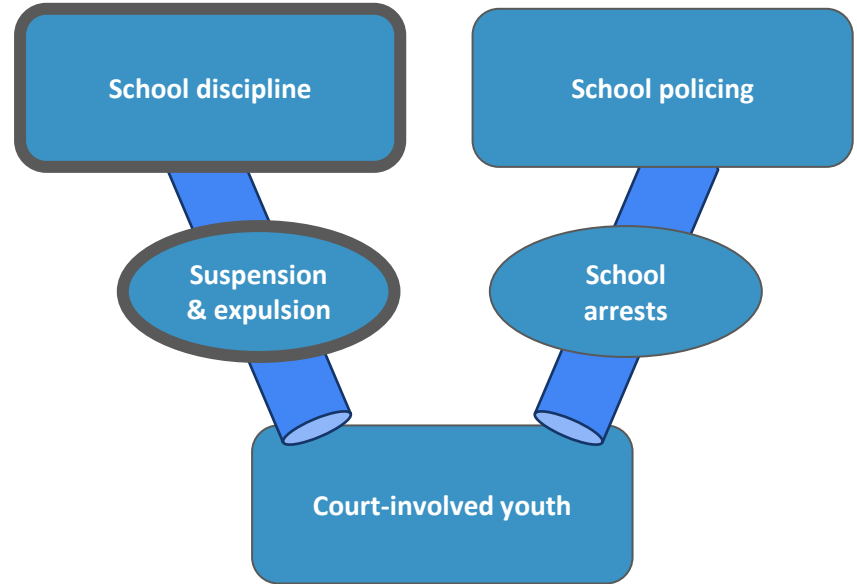 School discipline
School policing
Suspension
& expulsion
School
arrests
Court-involved youth